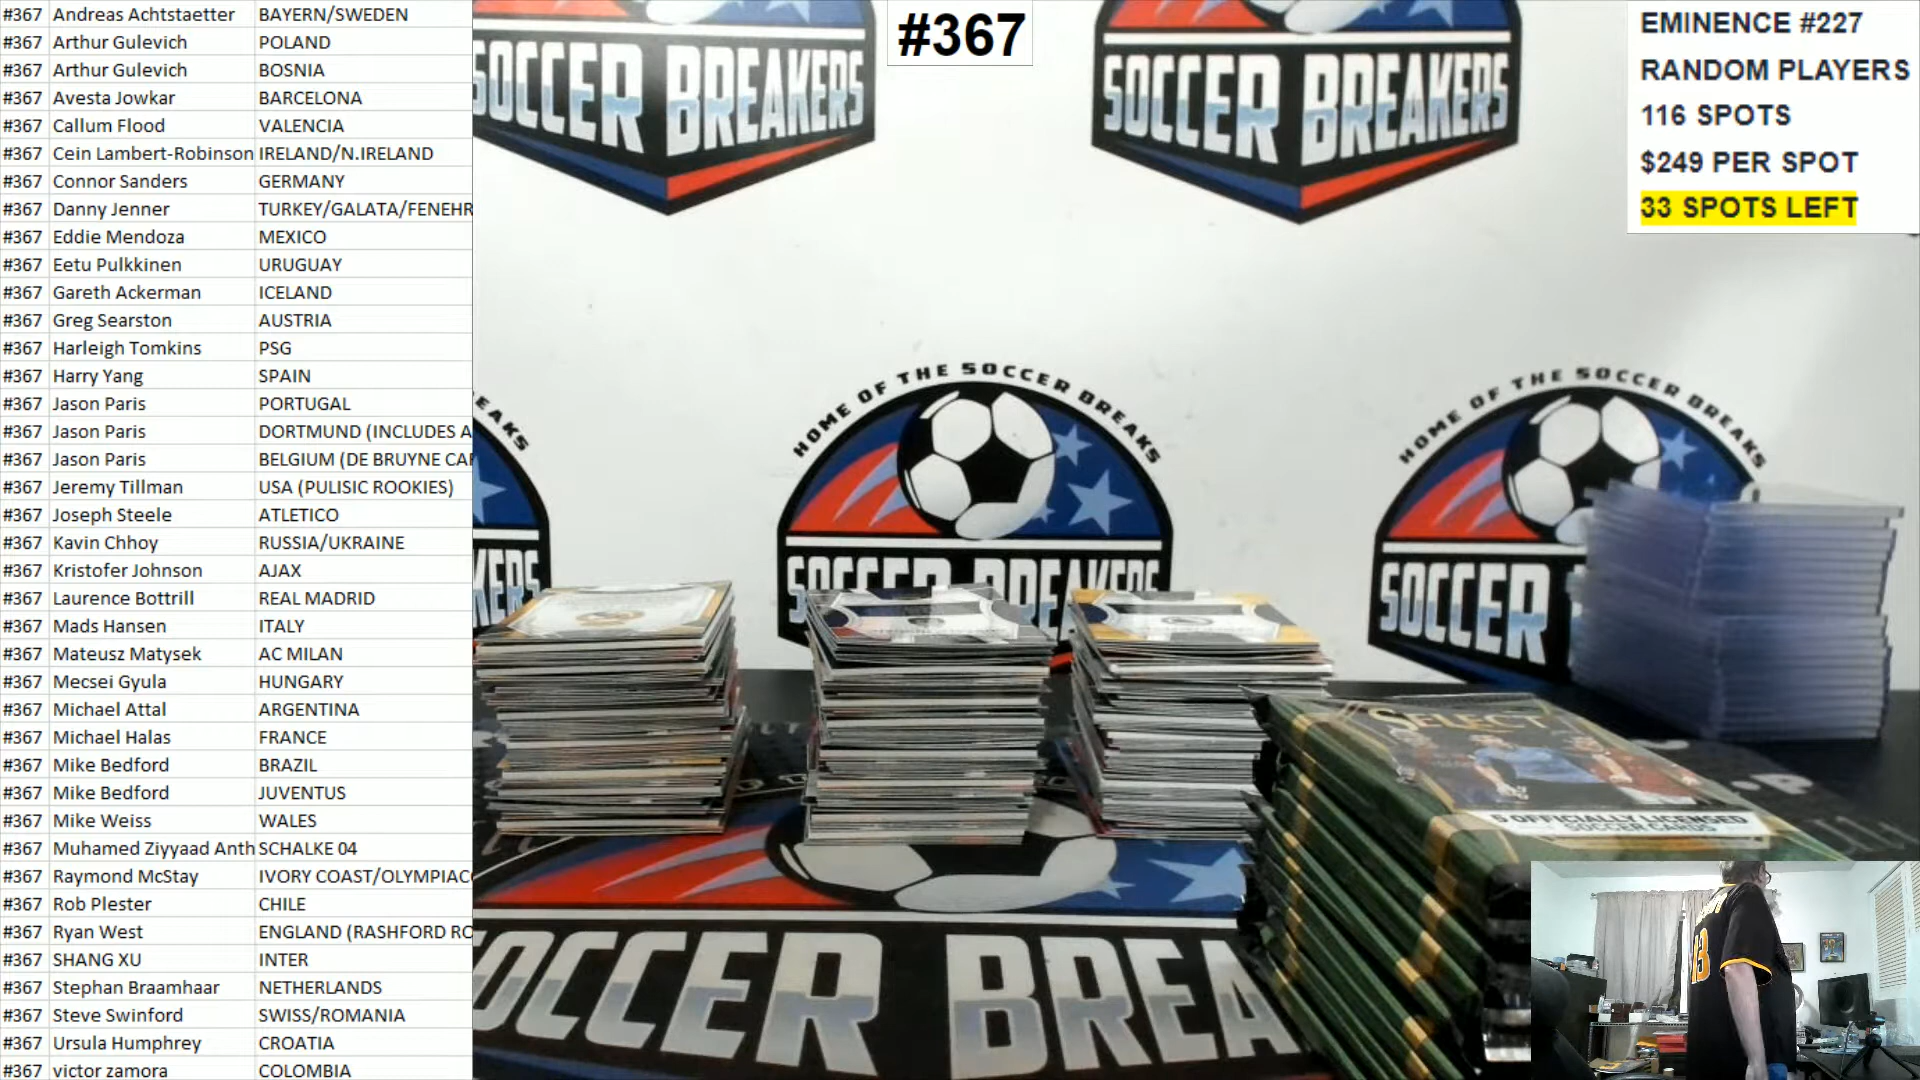 #367 Andreas Achtstaetter BAYERN/SWEDEN
#367 Arthur Gulevich POLAND
#367 Arthur Gulevich BOSNIA
#367 Avesta Jowkar BARCELONA
#367 Callum Flood VALENCIA
#367 Cein Lambert-Robinson IRELAND/N.IRELAND
#367 Connor Sanders GERMANY
#367 Danny Jenner TURKEY/GALATA/FENEHR
#367 Eddie Mendoza MEXICO
#367 Eetu Pulkkinen URUGUAY
#367 Gareth Ackerman ICELAND
#367 Greg Searston AUSTRIA
#367 Harleigh Tomkins PSG
#367 Harry Yang SPAIN
#367 Jason Paris PORTUGAL
#367 Jason Paris DORTMUND (INCLUDES A
#367 Jason Paris BELGIUM (DE BRUYNE CAR
#367 Jeremy Tillman USA (PULISIC ROOKIES)
#367 Joseph Steele ATLETICO
#367 Kavin Chhoy RUSSIA/UKRAINE
#367 Kristofer Johnson AJAX
#367 Laurence Bottrill REAL MADRID
#367 Mads Hansen ITALY
#367 Mateusz Matysek AC MILAN
#367 Mecsei Gyula HUNGARY
#367 Michael Attal ARGENTINA
#367 Michael Halas FRANCE
#367 Mike Bedford BRAZIL
#367 Mike Bedford JUVENTUS
#367 Mike Weiss WALES
#367 Muhamed Ziyyaad Anth SCHALKE 04
#367 Raymond McStay IVORY COAST/OLYMPIAC
#367 Rob Plester CHILE
#367 Ryan West ENGLAND (RASHFORD RO
#367 SHANG XU INTER
#367 Stephan Braamhaar NETHERLANDS
#367 Steve Swinford SWISS/ROMANIA
#367 Ursula Humphrey CROATIA
#367 victor zamora COLOMBIA
#367
EMINENCE #227
RANDOM PLAYERS
116 SPOTS
$249 PER SPOT
33 SPOTS LEFT
SOCCER BREAKERS
SOCCER BREAKERS
EAKS
KERS
HOME OF THE SOCCER BREAKS
SOCCER BREAKERS
HOME OF THE SOCCER BREAKS
SOCCER
SELECT
5 OFFICIALLY LICENSED
SOCCER CARDS
OCCER BREA
13